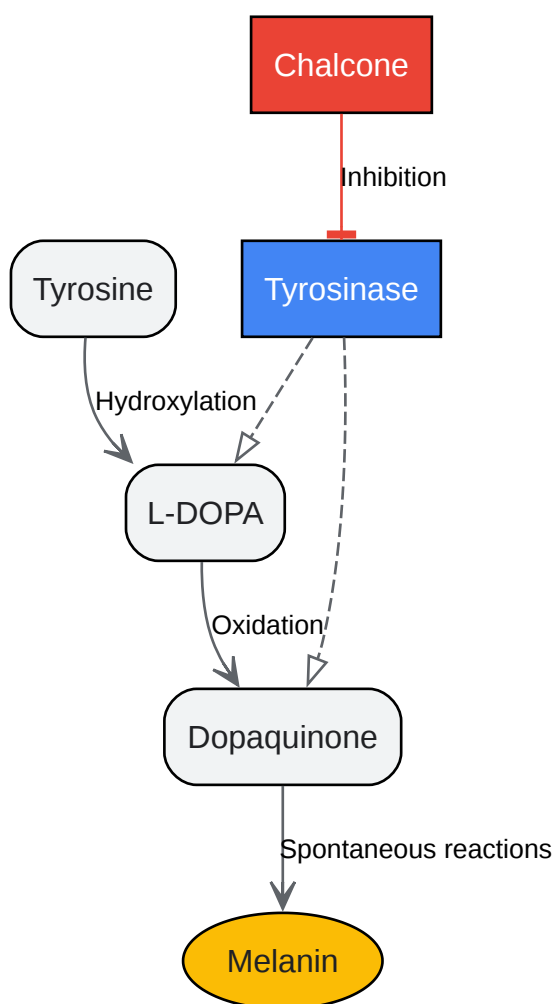 Chalcone
Inhibition
Tyrosine
Tyrosinase
Hydroxylation
L-DOPA
Oxidation
Dopaquinone
Spontaneous reactions
Melanin